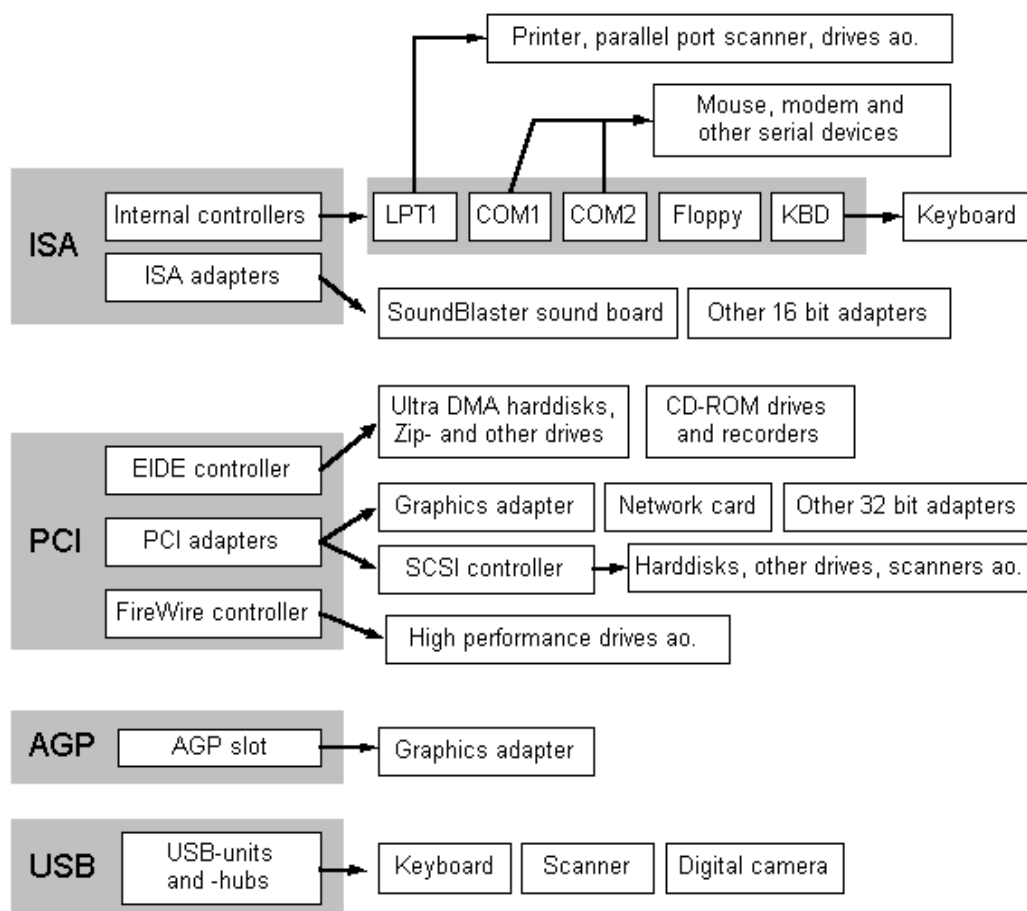 Printer, parallel port scanner, drives ao.
Mouse, modem and
other serial devices
ISA
Internal controllers
LPT1
COM1
COM2
Floppy
KBD
Keyboard
ISA adapters
SoundBlaster sound board
Other 16 bit adapters
PCI
EIDE controller
Ultra DMA harddisks,
Zip- and other drives
CD-ROM drives
and recorders
PCI adapters
Graphics adapter
Network card
Other 32 bit adapters
SCSI controller
Harddisks, other drives, scanners ao.
FireWire controller
High performance drives ao.
AGP
AGP slot
Graphics adapter
USB
USB-units
and -hubs
Keyboard
Scanner
Digital camera